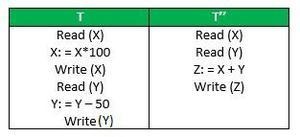 T T”
Read (X) Read (X)
X: = X*100 Read (Y)
Write (X) Z: = X + Y
Read (Y) Write (Z)
Y: = Y – 50
Write (Y)